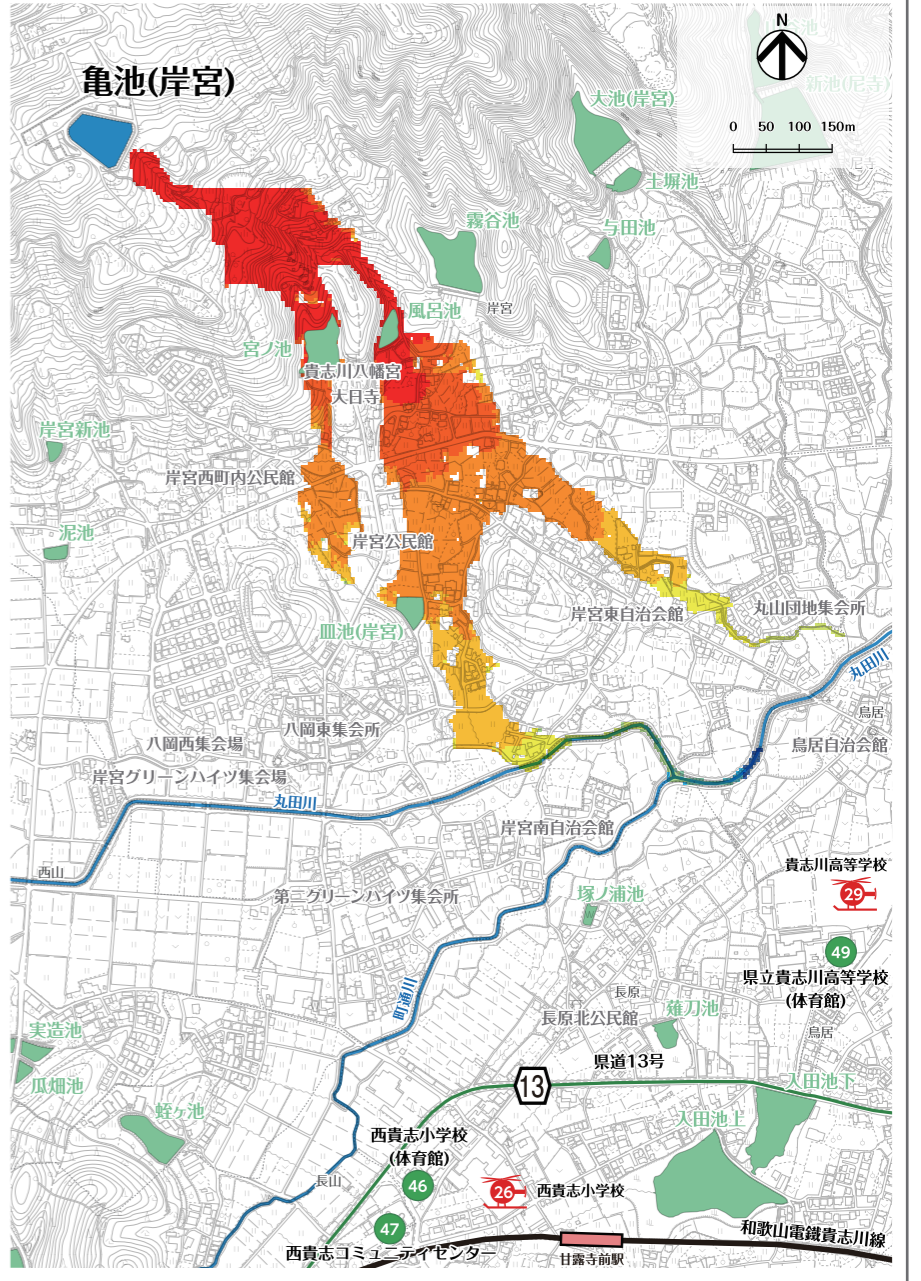 亀池(岸宮)
N
新池(尼寺)
大池(岸宮)
0 50 100 150m
土塀池
霧谷池
与田池
岸宮
風呂池
宮ノ池
貴志川八幡宮
大日寺
岸宮新池
岸宮西町内公民館
泥池
岸宮公民館
皿池(岸宮)
岸宮東自治会館
丸山団地集会所
丸田川
鳥居
八岡西集会場
八岡東集会所
鳥居自治会館
岸宮グリーンハイツ集会場
丸田川
岸宮南自治会館
西山
貴志川高等学校
29
第二グリーンハイツ集会所
塚ノ浦池
49
県立貴志川高等学校
(体育館)
町通川
長原
長原北公民館
薙刀池
鳥居
実造池
県道13号
13
瓜畑池
入田池下
蛭ヶ池
入田池上
西貴志小学校
(体育館)
長山
46
26
西貴志小学校
47
西貴志コミュニティセンター
和歌山電鐵貴志川線
甘露寺前駅